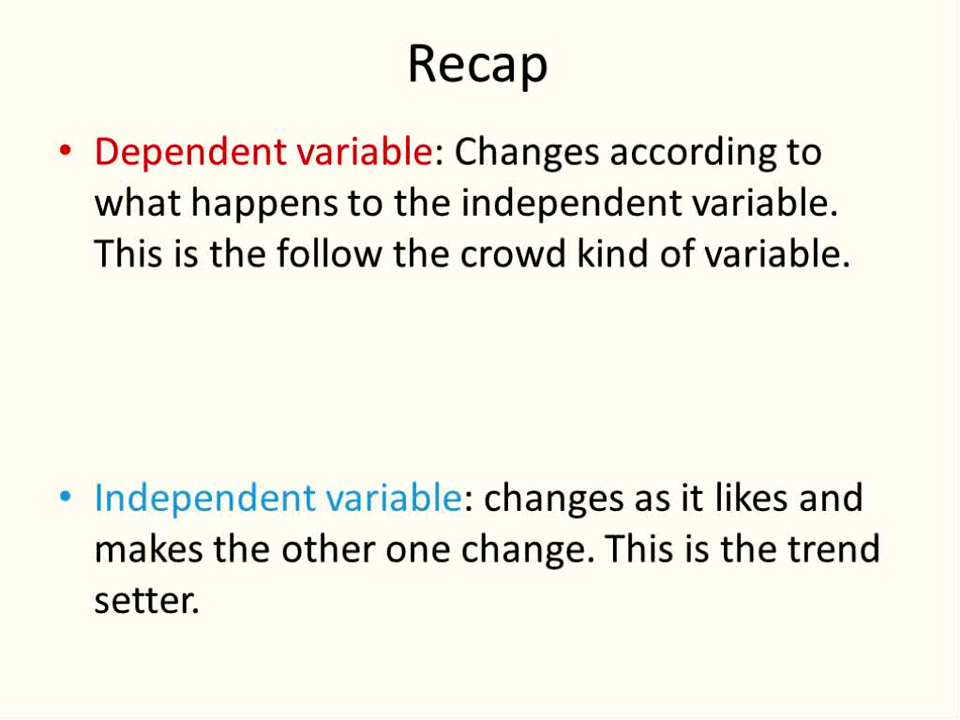 Recap
• Dependent variable: Changes according to
what happens to the independent variable.
This is the follow the crowd kind of variable.
• Independent variable: changes as it likes and
makes the other one change. This is the trend
setter.